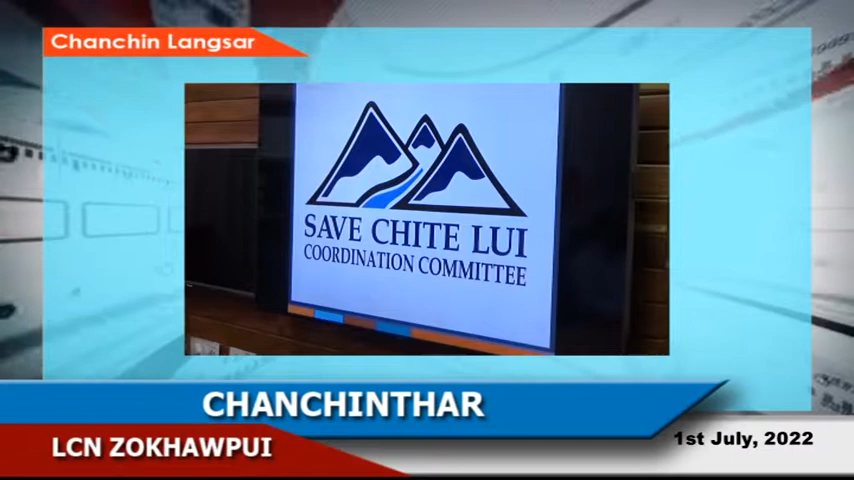 Chanchin Langsar
SAVE CHITE LUI
COORDINATION COMMITTEE
CHANCHINTHAR
LCN ZOKHAWPUI
1st July, 2022